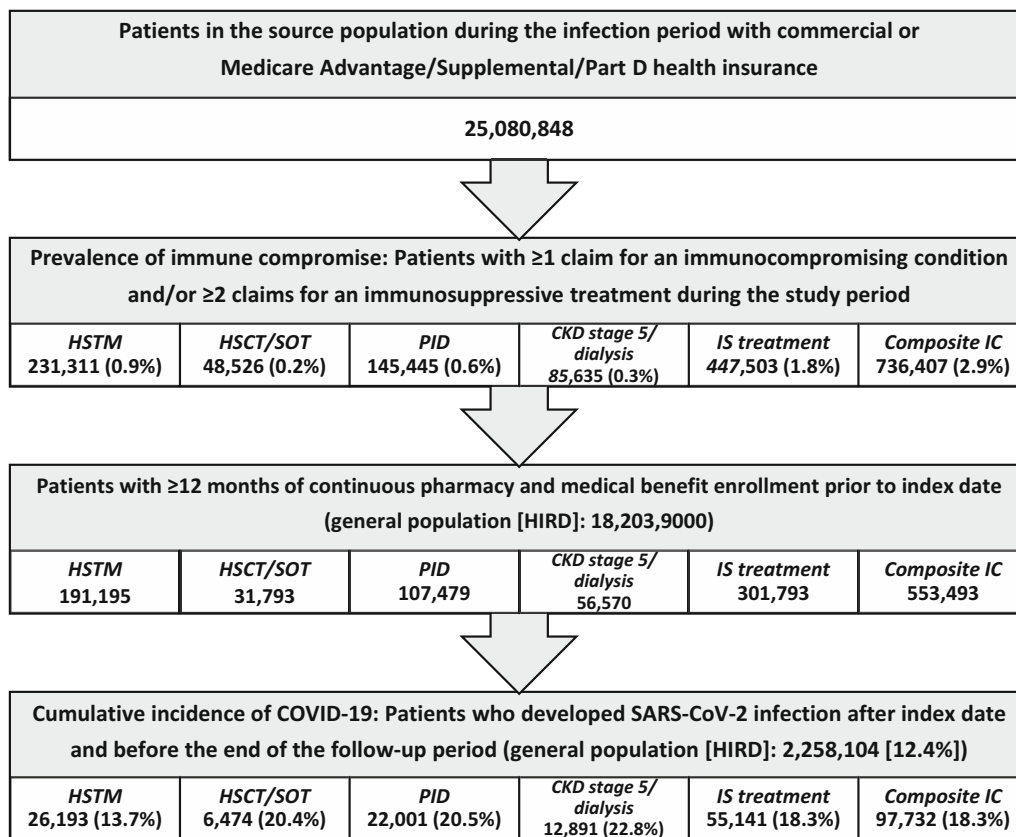 Patients in the source population during the infection period with commercial or
Medicare Advantage/Supplemental/Part D health insurance
25,080,848
Prevalence of immune compromise: Patients with ≥1 claim for an immunocompromising condition
and/or ≥2 claims for an immunosuppressive treatment during the study period
HSTM HSCT/SOT PID CKD stage 5/ dialysis IS treatment Composite IC
231,311 (0.9%) 48,526 (0.2%) 145,445 (0.6%) 85,635 (0.3%) 447,503 (1.8%) 736,407 (2.9%)
Patients with ≥12 months of continuous pharmacy and medical benefit enrollment prior to index date
(general population [HIRD]: 18,203,9000)
HSTM HSCT/SOT PID CKD stage 5/ dialysis IS treatment Composite IC
191,195 31,793 107,479 56,570 301,793 553,493
Cumulative incidence of COVID-19: Patients who developed SARS-CoV-2 infection after index date
and before the end of the follow-up period (general population [HIRD]: 2,258,104 [12.4%])
HSTM HSCT/SOT PID CKD stage 5/ dialysis IS treatment Composite IC
26,193 (13.7%) 6,474 (20.4%) 22,001 (20.5%) 12,891 (22.8%) 55,141 (18.3%) 97,732 (18.3%)